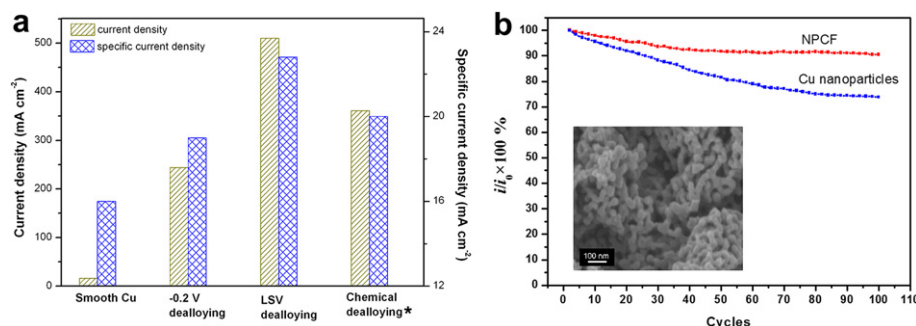 a
current density
specific current density
Current density (mA cm-2)
500
400
300
200
100
0
Specific current density (mA cm-2)
24
20
16
12
Smooth Cu
-0.2 V
dealloying
LSV
dealloying
Chemical
dealloying*
b
i/i0×100 %
100
90
80
70
60
50
40
30
20
10
0
NPCF
Cu nanoparticles
100 nm
0 10 20 30 40 50 60 70 80 90 100 110
Cycles